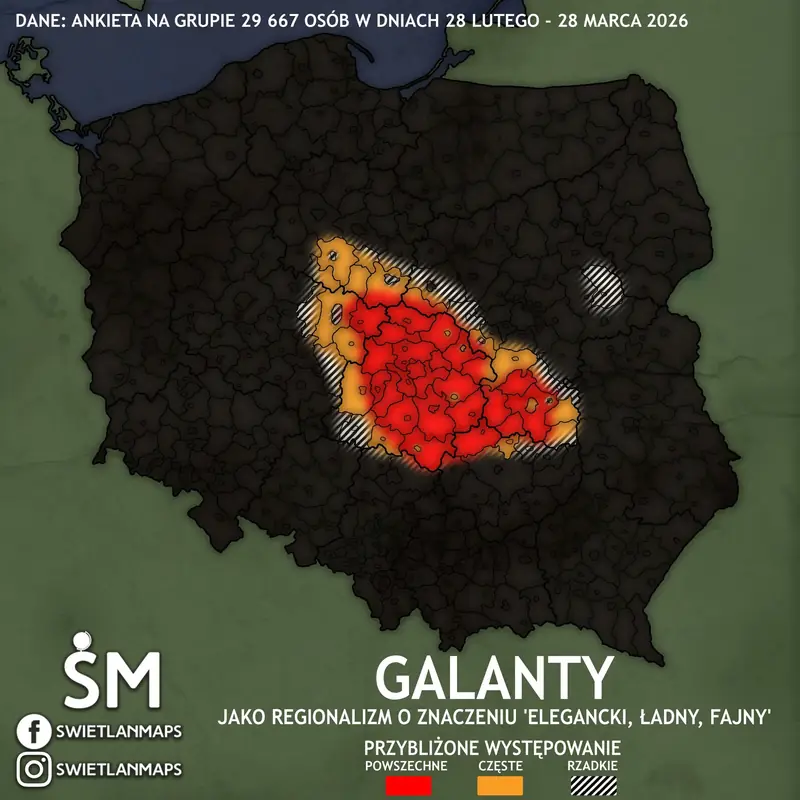 DANE: ANKIETA NA GRUPIE 29 667 OSÓB W DNIACH 28 LUTEGO - 28 MARCA 2026
ŚM
SWIETLANMAPS
SWIETLANMAPS
GALANTY
JAKO REGIONALIZM O ZNACZENIU 'ELEGANCKI, ŁADNY, FAJNY'
PRZYBLIŻONE WYSTĘPOWANIE
POWSZECHNE CZĘSTE RZADKIE